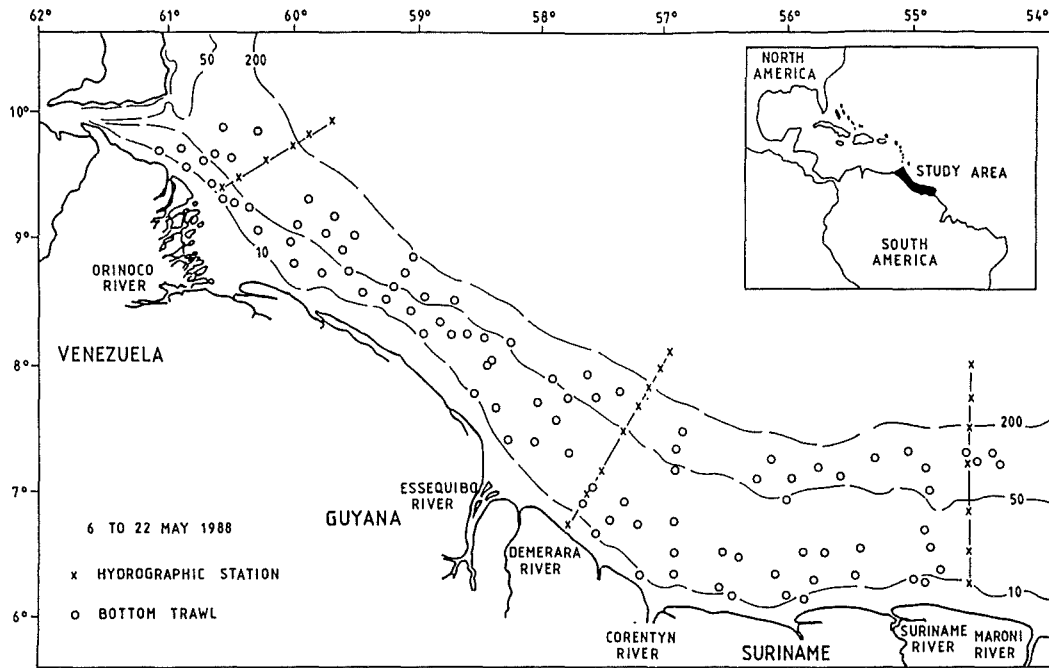 62° 61° 60° 59° 58° 57° 56° 55° 54°
50 200
NORTH
AMERICA
STUDY AREA
SOUTH
AMERICA
10°
9°
8°
7°
6°
10
ORINOCO
RIVER
VENEZUELA
200
50
10
ESSEQUIBO
RIVER
GUYANA
DEMERARA
RIVER
6 TO 22 MAY 1988
x HYDROGRAPHIC STATION
o BOTTOM TRAWL
CORENTYN
RIVER
SURINAME
SURINAME
RIVER
MARONI
RIVER